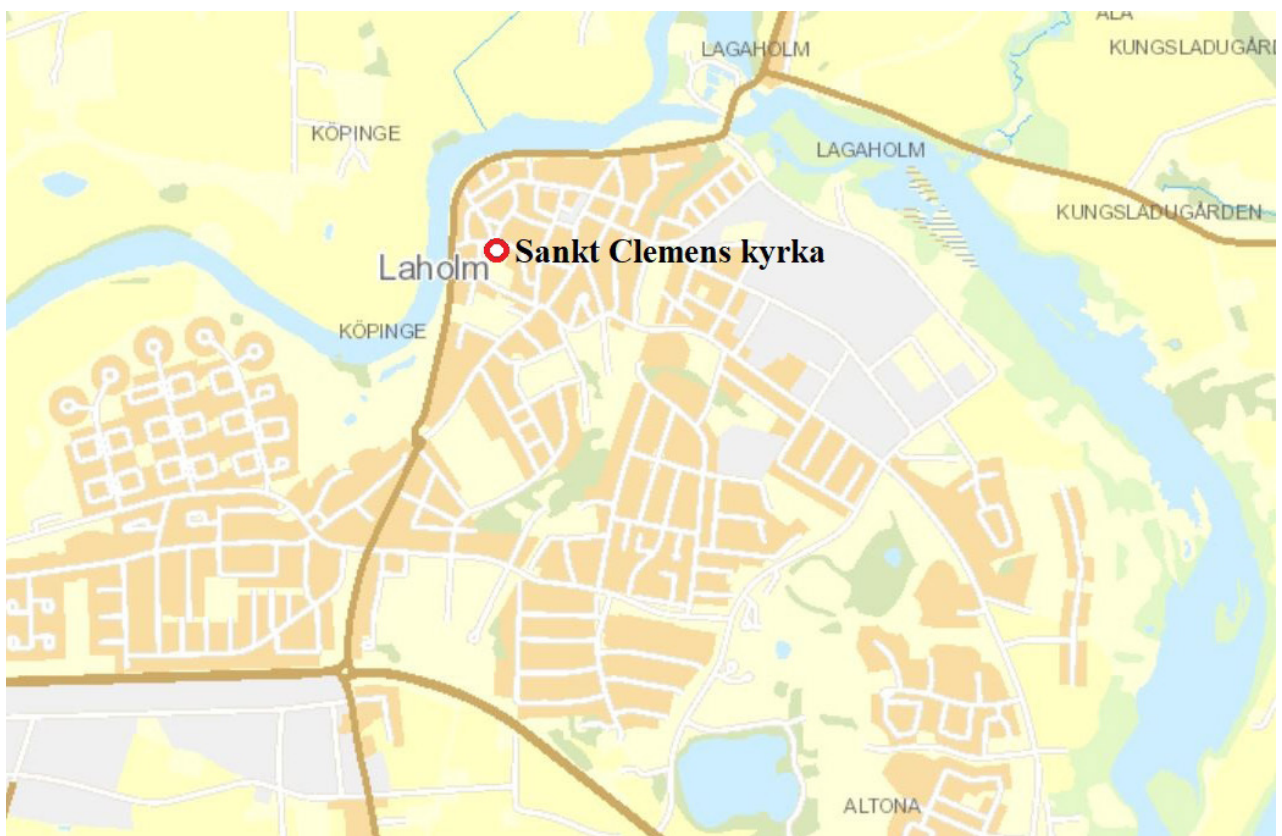 ALA
LAGAHOLM
KUNGSLADUGÅRD
KÖPINGE
LAGAHOLM
KUNGSLADUGÅRDEN
Sankt Clemens kyrka
Laholm
KÖPINGE
ALTONA